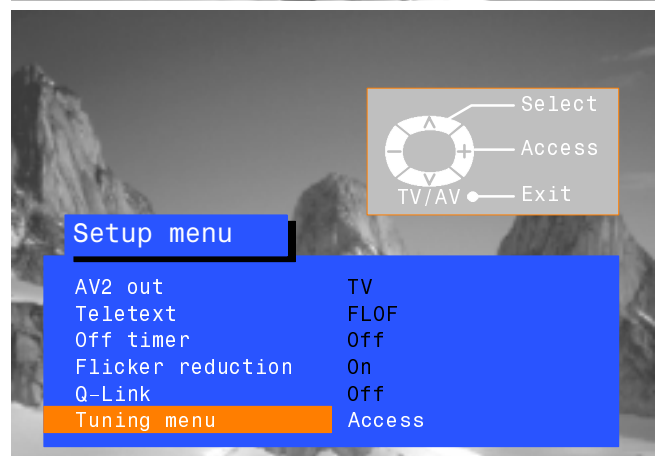 Select
Access
TV/AV Exit
Setup menu
AV2 out TV
Teletext FLOF
Off timer Off
Flicker reduction On
Q-Link Off
Tuning menu Access